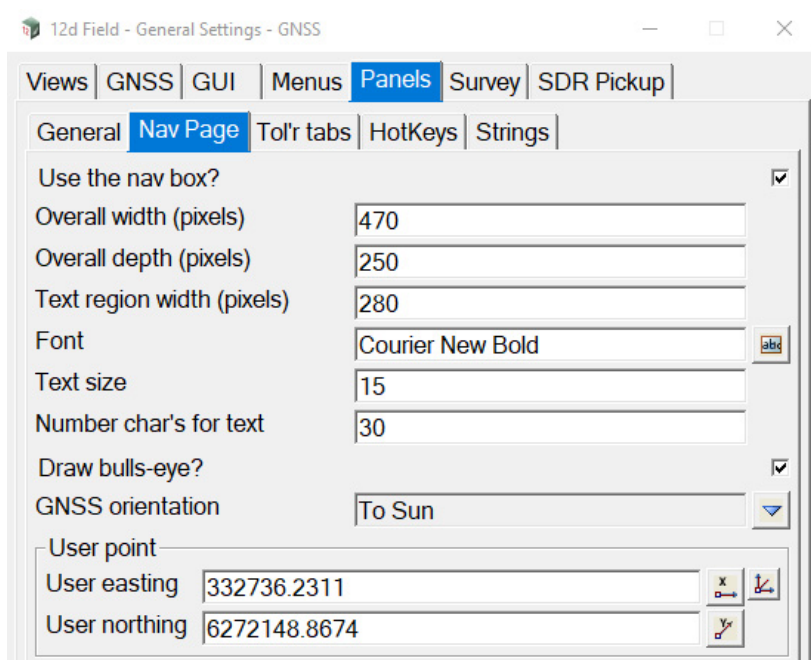 12d Field - General Settings - GNSS
Views GNSS GUI Menus Panels Survey SDR Pickup
General Nav Page Tol'r tabs HotKeys Strings
Use the nav box?
Overall width (pixels) 470
Overall depth (pixels) 250
Text region width (pixels) 280
Font Courier New Bold abc
Text size 15
Number char's for text 30
Draw bulls-eye?
GNSS orientation To Sun
User point
User easting 332736.2311 X
User northing 6272148.8674 Y